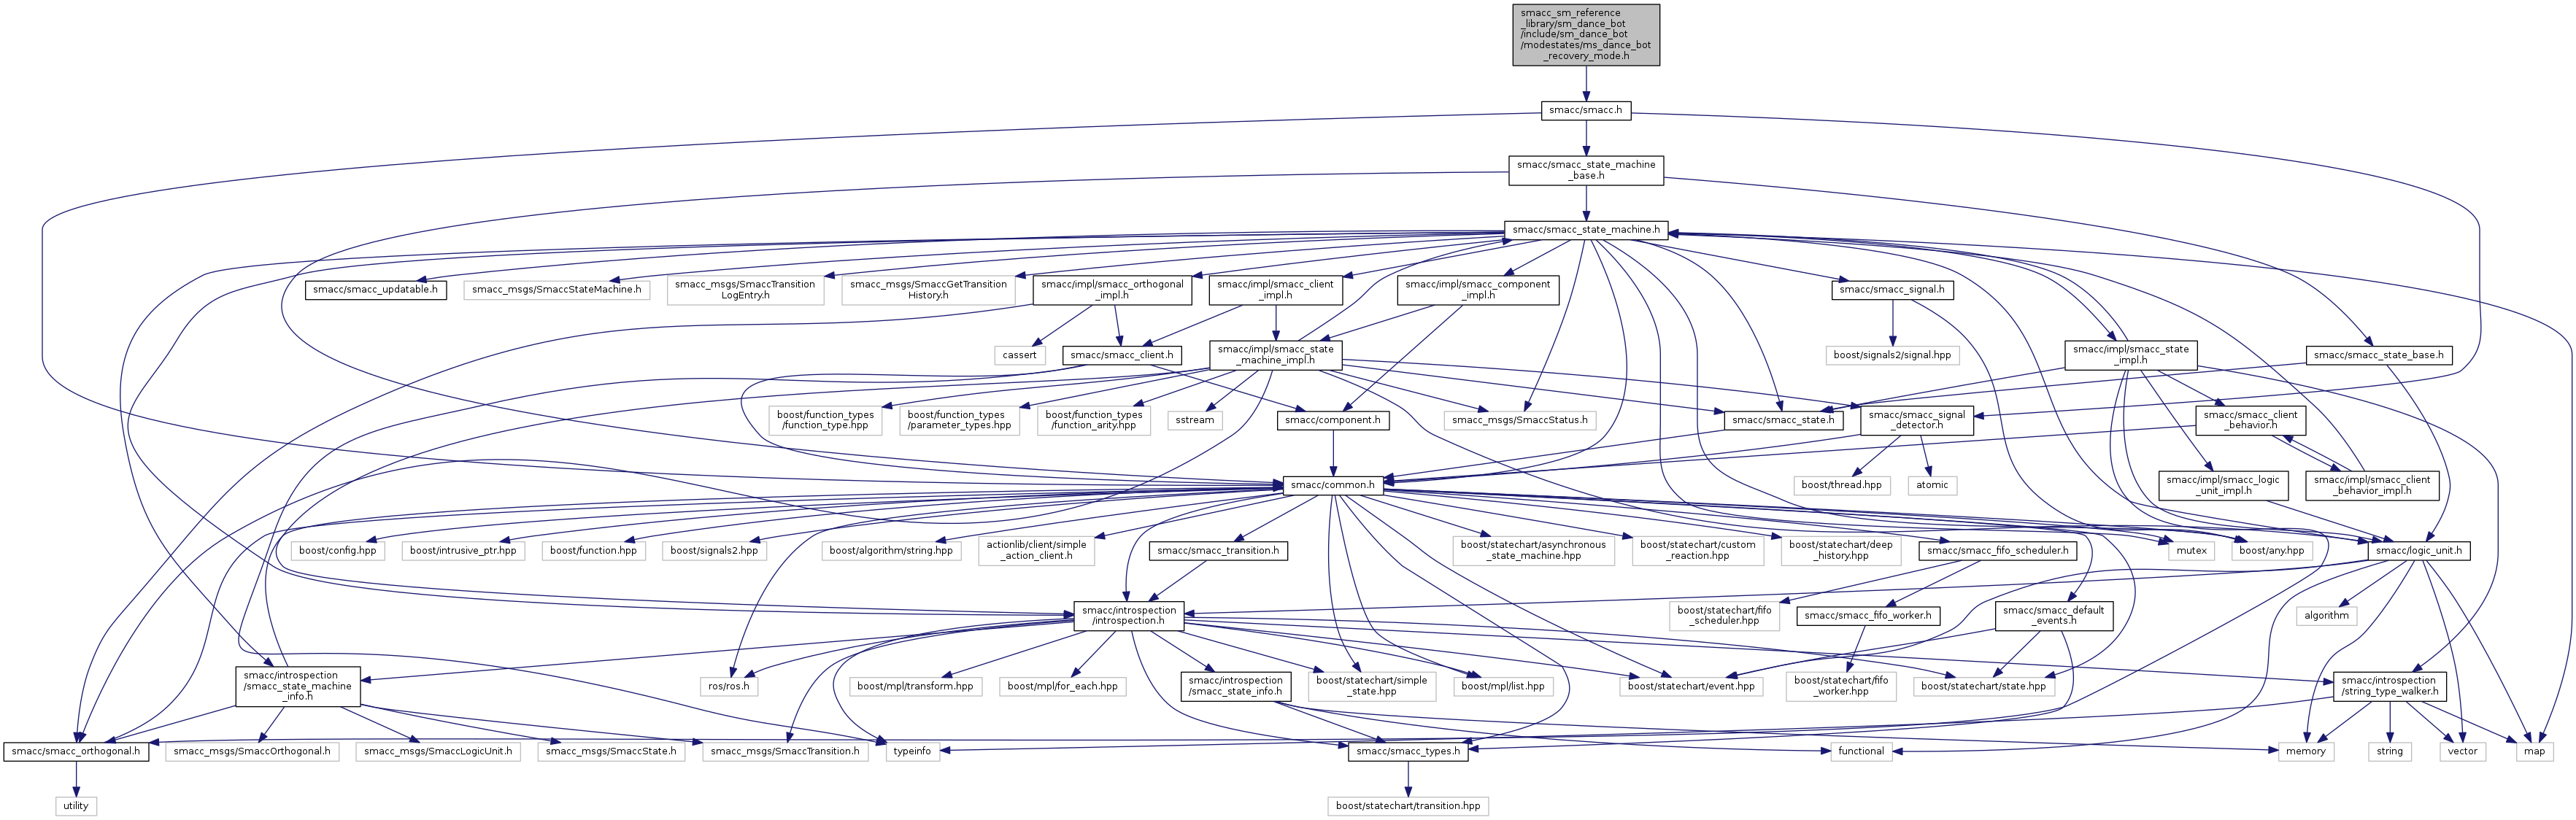 smacc_sm_reference
_library/sm_dance_bot
/include/sm_dance_bot
/modestates/ms_dance_bot
_recovery_mode.h
smacc/smacc.h
smacc/smacc_state_machine
_base.h
smacc/smacc_state_machine.h
smacc/smacc_updatable.h
smacc_msgs/SmaccStateMachine.h
smacc_msgs/SmaccTransition
LogEntry.h
smacc_msgs/SmaccGetTransition
History.h
smacc/impl/smacc_orthogonal
_impl.h
smacc/impl/smacc_client
_impl.h
smacc/impl/smacc_component
_impl.h
smacc/smacc_signal.h
cassert
smacc/smacc_client.h
smacc/impl/smacc_state
_machine_impl.h
boost/signals2/signal.hpp
smacc/impl/smacc_state
_impl.h
smacc/smacc_state_base.h
boost/function_types
/function_type.hpp
boost/function_types
/parameter_types.hpp
boost/function_types
/function_arity.hpp
sstream
smacc/component.h
smacc_msgs/SmaccStatus.h
smacc/smacc_state.h
smacc/smacc_signal
_detector.h
smacc/smacc_client
_behavior.h
smacc/common.h
boost/thread.hpp
atomic
smacc/impl/smacc_logic
_unit_impl.h
smacc/impl/smacc_client
_behavior_impl.h
boost/config.hpp
boost/intrusive_ptr.hpp
boost/function.hpp
boost/signals2.hpp
boost/algorithm/string.hpp
actionlib/client/simple
_action_client.h
smacc/smacc_transition.h
boost/statechart/asynchronous
_state_machine.hpp
boost/statechart/custom
_reaction.hpp
boost/statechart/deep
_history.hpp
smacc/smacc_fifo_scheduler.h
mutex
boost/any.hpp
smacc/logic_unit.h
smacc/introspection
/introspection.h
boost/statechart/fifo
_scheduler.hpp
smacc/smacc_fifo_worker.h
smacc/smacc_default
_events.h
algorithm
smacc/introspection
/smacc_state_machine
_info.h
ros/ros.h
boost/mpl/transform.hpp
boost/mpl/for_each.hpp
smacc/introspection
/smacc_state_info.h
boost/statechart/simple
_state.hpp
boost/mpl/list.hpp
boost/statechart/event.hpp
boost/statechart/fifo
_worker.hpp
boost/statechart/state.hpp
smacc/introspection
/string_type_walker.h
smacc/smacc_orthogonal.h
smacc_msgs/SmaccOrthogonal.h
smacc_msgs/SmaccLogicUnit.h
smacc_msgs/SmaccState.h
smacc_msgs/SmaccTransition.h
typeinfo
smacc/smacc_types.h
functional
memory
string
vector
map
utility
boost/statechart/transition.hpp